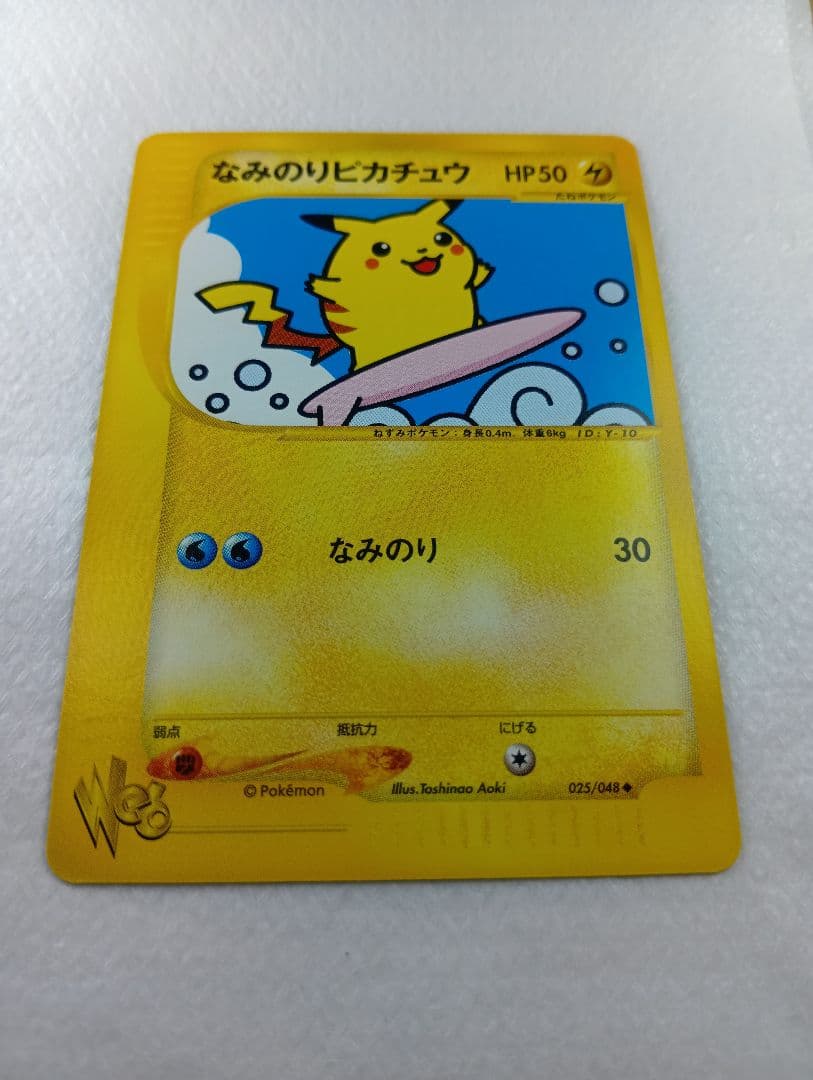 なみのりピカチュウ HP50
たねポケモン
ねずみポケモン：身長0.4m、体重6kg ID:Y-10
なみのり 30
弱点 抵抗力 にげる
©Pokémon Illus.Toshinao Aoki 025/048◆
Web